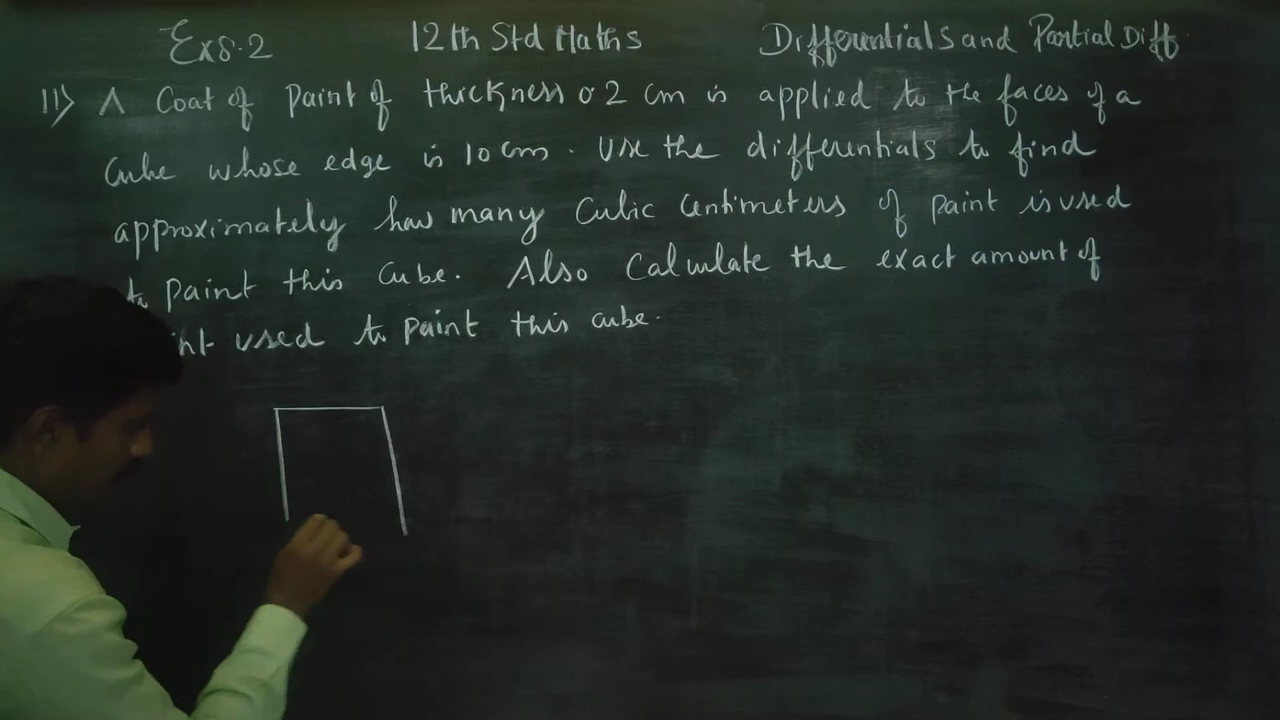 Ex 8.2 12th Std Maths Differentials and Partial Diff
11) A Coat of paint of thickness 0.2 cm is applied to the faces of a
cube whose edge is 10 cm. Use the differentials to find
approximately how many Cubic Centimeters of paint is used
to paint this cube. Also Calculate the exact amount of
used to paint this cube.